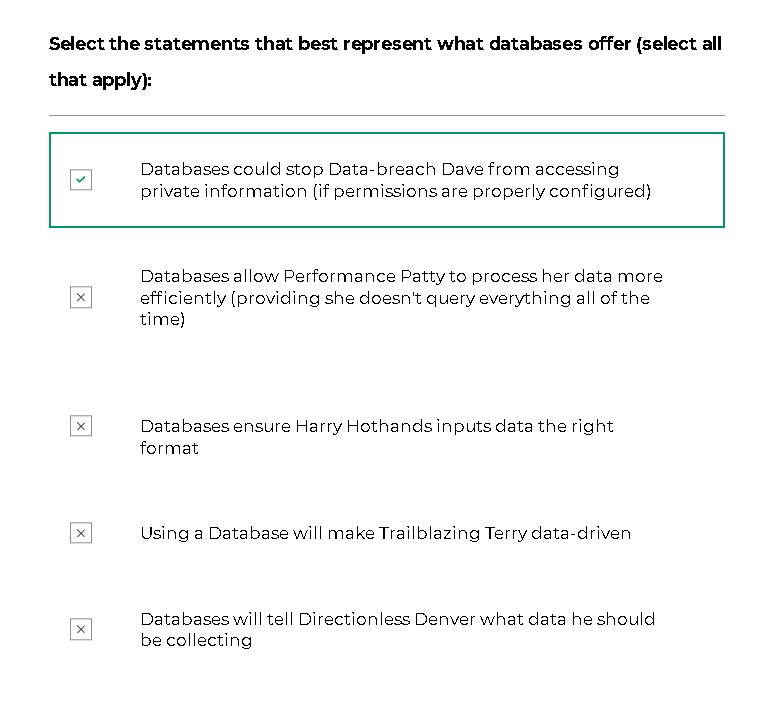 Select the statements that best represent what databases offer (select all
that apply):
Databases could stop Data-breach Dave from accessing
private information (if permissions are properly configured)
Databases allow Performance Patty to process her data more
efficiently (providing she doesn't query everything all of the
time)
Databases ensure Harry Hothands inputs data the right
format
Using a Database will make Trailblazing Terry data-driven
Databases will tell Directionless Denver what data he should
be collecting